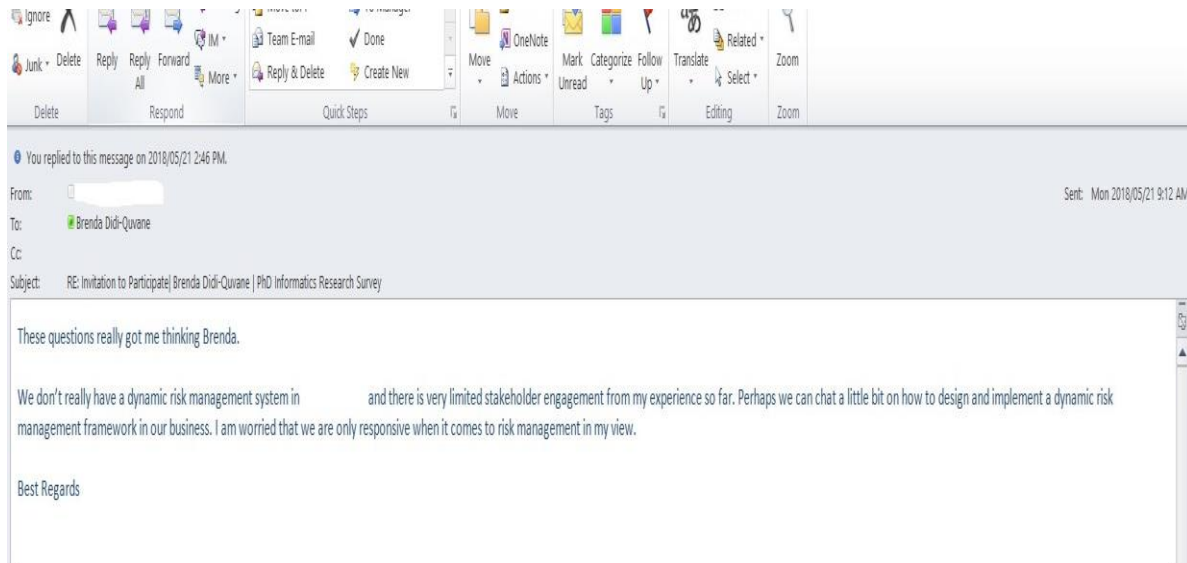 Ignore
Junk
Delete
Reply
Reply All
Forward
IM
More
Team E-mail
Reply & Delete
To Manager
Done
Create New
Move
OneNote
Actions
Mark Unread
Categorize
Follow Up
Translate
Related
Select
Zoom
Delete
Respond
Quick Steps
Move
Tags
Editing
Zoom
You replied to this message on 2018/05/21 2:46 PM.
From:
Sent: Mon 2018/05/21 9:12 AM
To: Brenda Didi-Quvane
Cc:
Subject: RE: Invitation to Participate| Brenda Didi-Quvane | PhD Informatics Research Survey
These questions really got me thinking Brenda.
We don't really have a dynamic risk management system in and there is very limited stakeholder engagement from my experience so far. Perhaps we can chat a little bit on how to design and implement a dynamic risk
management framework in our business. I am worried that we are only responsive when it comes to risk management in my view.
Best Regards